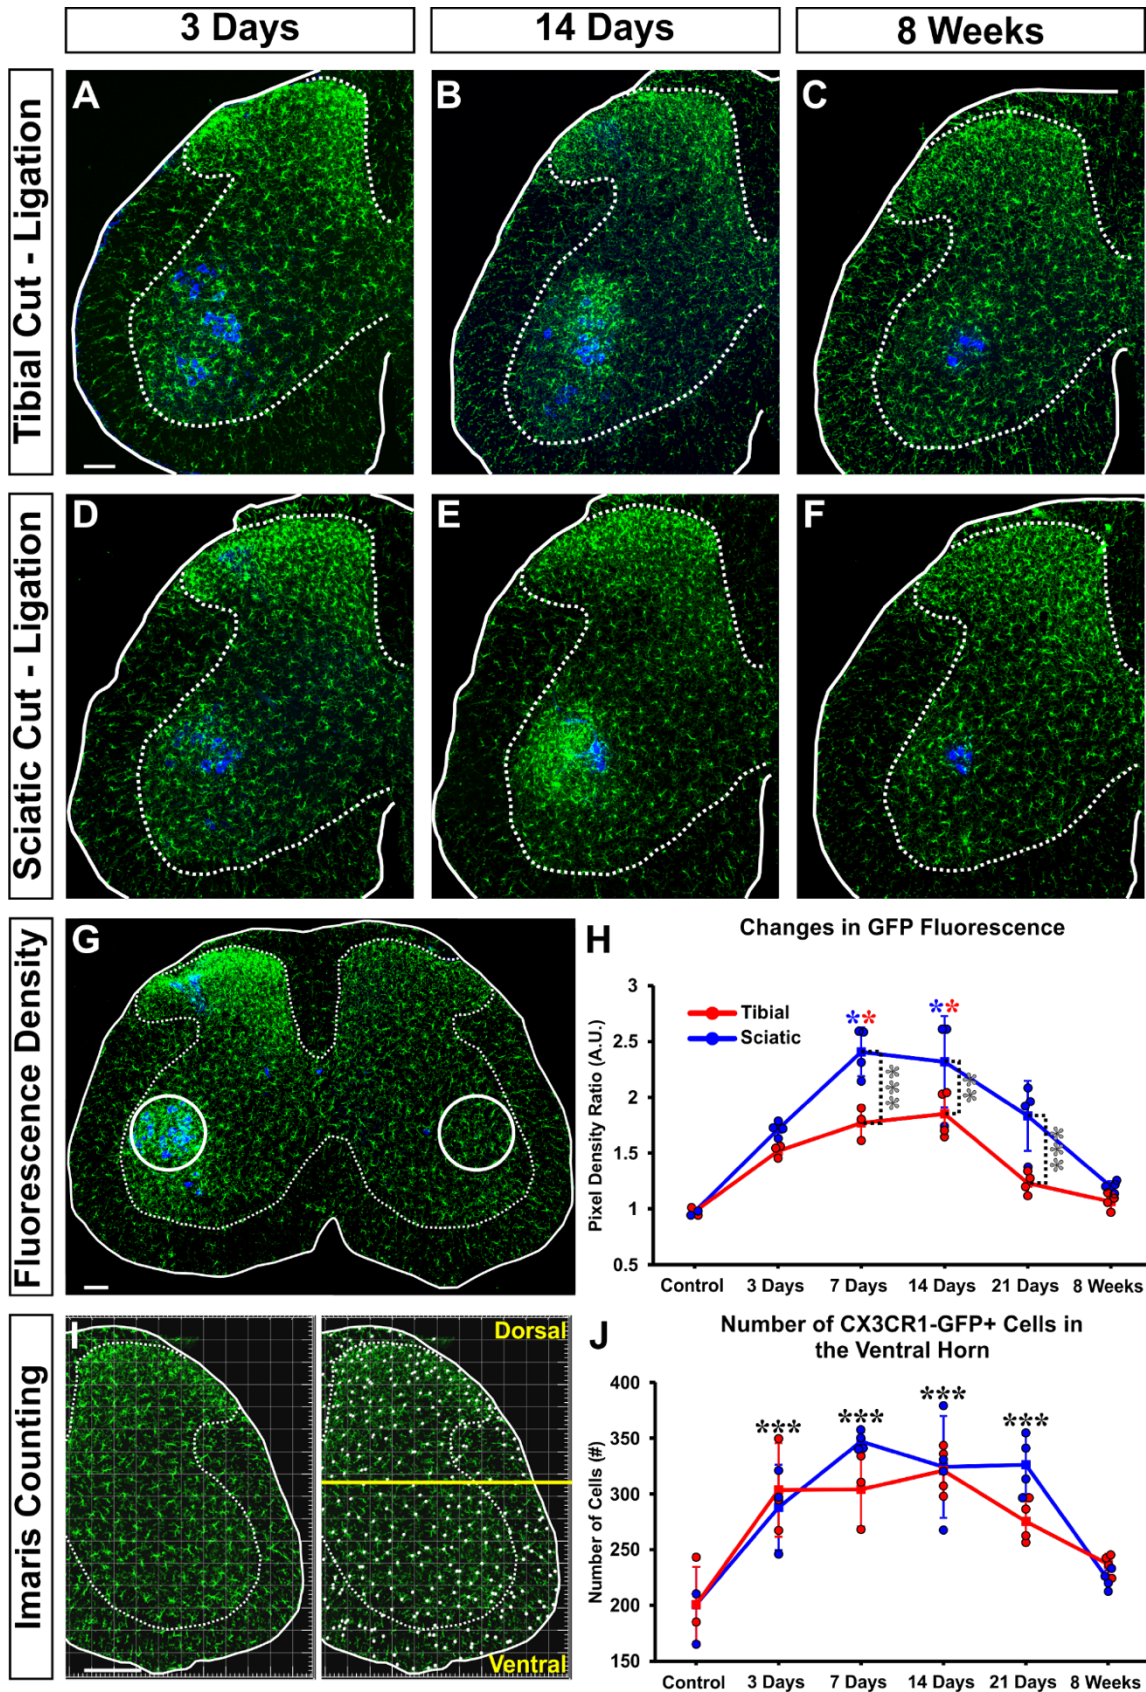 3 Days
14 Days
8 Weeks
Tibial Cut - Ligation
A
B
C
Sciatic Cut - Ligation
D
E
F
Fluorescence Density
G
H
Changes in GFP Fluorescence
Pixel Density Ratio (A.U.)
3
2.5
2
1.5
1
0.5
Tibial
Sciatic
**
**
***
**
***
Control
3 Days
7 Days
14 Days
21 Days
8 Weeks
Imaris Counting
I
Dorsal
Ventral
J
Number of CX3CR1-GFP+ Cells in
the Ventral Horn
Number of Cells (#)
400
350
300
250
200
150
***
***
***
***
Control
3 Days
7 Days
14 Days
21 Days
8 Weeks